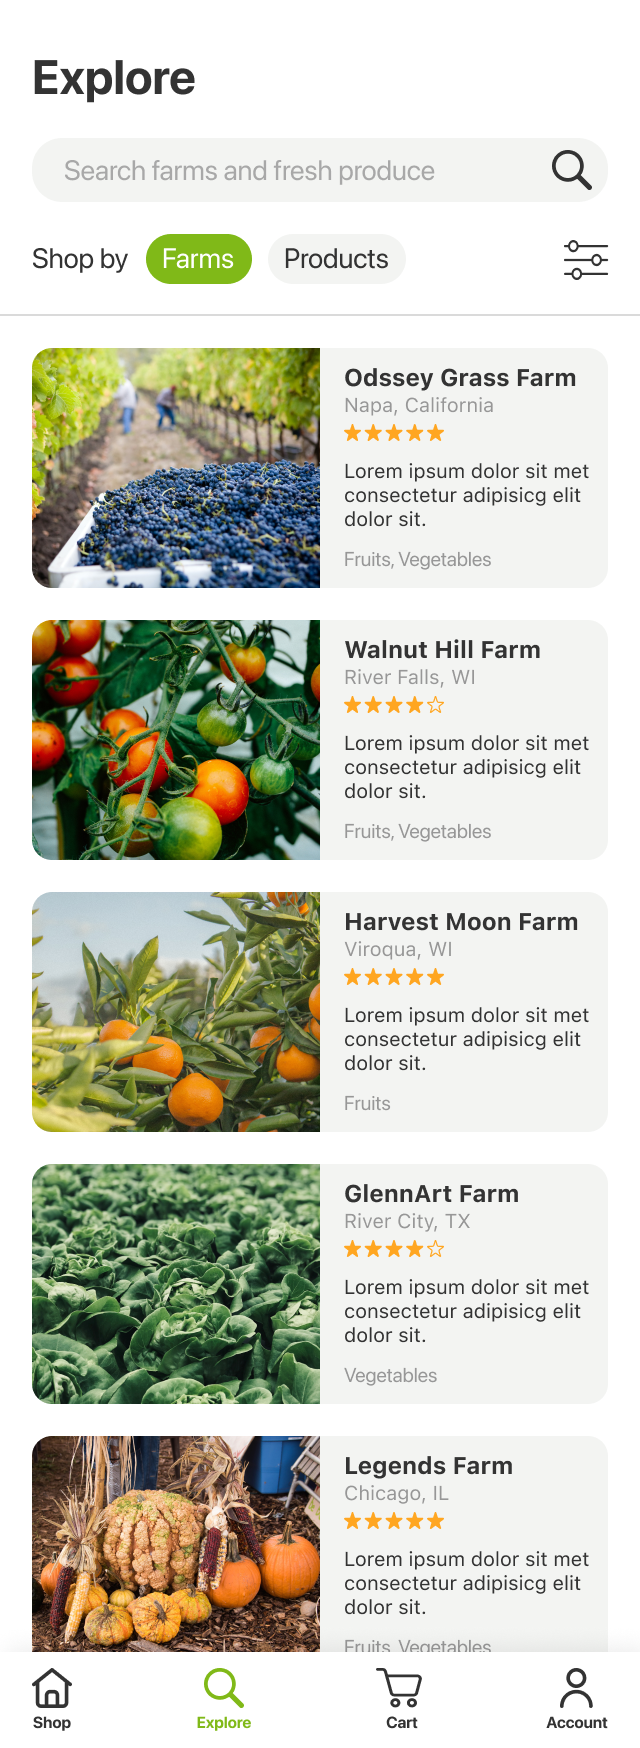 Explore
Search farms and fresh produce
Shop by Farms Products
Odssey Grass Farm
Napa, California
Lorem ipsum dolor sit met
consectetur adipisicg elit
dolor sit.
Fruits, Vegetables
Walnut Hill Farm
River Falls, WI
Lorem ipsum dolor sit met
consectetur adipisicg elit
dolor sit.
Fruits, Vegetables
Harvest Moon Farm
Viroqua, WI
Lorem ipsum dolor sit met
consectetur adipisicg elit
dolor sit.
Fruits
GlennArt Farm
River City, TX
Lorem ipsum dolor sit met
consectetur adipisicg elit
dolor sit.
Vegetables
Legends Farm
Chicago, IL
Lorem ipsum dolor sit met
consectetur adipisicg elit
dolor sit.
Fruits, Vegetables
Shop Explore Cart Account